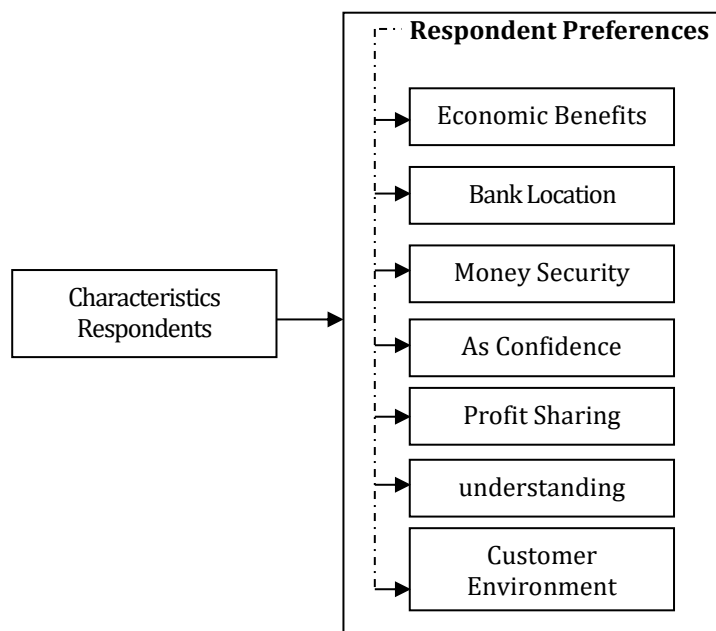 Respondent Preferences
Economic Benefits
Bank Location
Money Security
Characteristics
Respondents
As Confidence
Profit Sharing
understanding
Customer
Environment